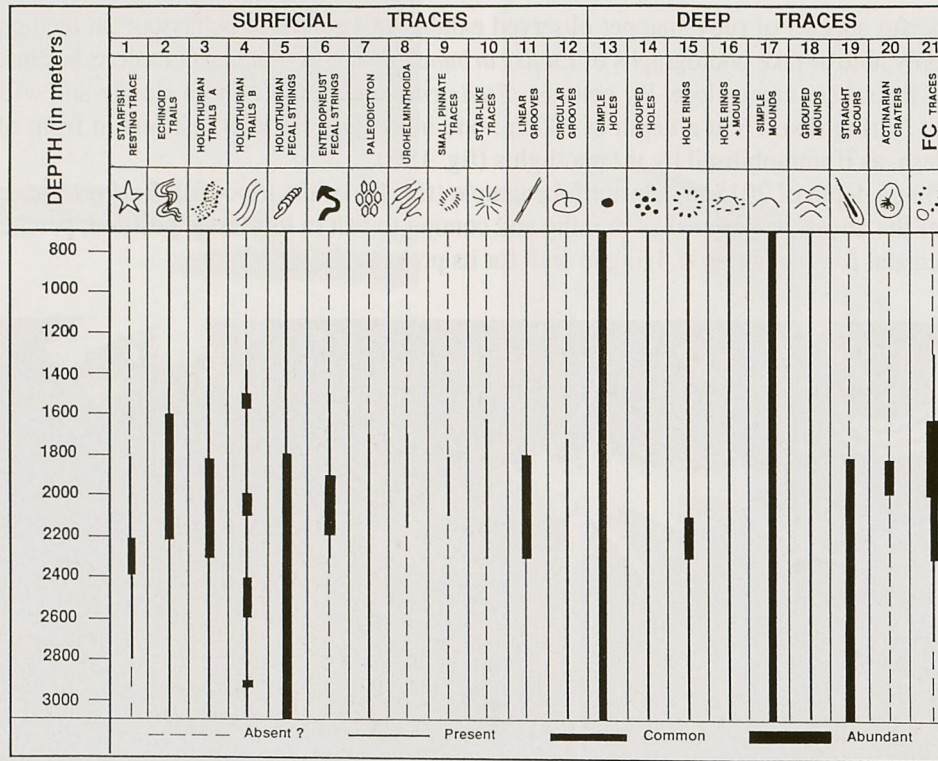 SURFICIAL TRACES DEEP TRACES
DEPTH (in meters)
1 2 3 4 5 6 7 8 9 10 11 12 13 14 15 16 17 18 19 20 21
STARFISH RESTING TRACE
ECHINOID TRAILS
HOLOTHURIAN TRAILS A
HOLOTHURIAN TRAILS B
HOLOTHURIAN FECAL STRINGS
ENTEROPNEUST FECAL STRINGS
PALEODICTYON
UROHELMINTHOIDA
SMALL PINNATE TRACES
STAR-LIKE TRACES
LINEAR GROOVES
CIRCULAR GROOVES
SIMPLE HOLES
GROUPED HOLES
HOLE RINGS
HOLE RINGS + MOUND
SIMPLE MOUNDS
GROUPED MOUNDS
STRAIGHT SCOURS
ACTINARIAN CRATERS
FC TRACES
800
1000
1200
1400
1600
1800
2000
2200
2400
2600
2800
3000
Absent ? Present Common Abundant